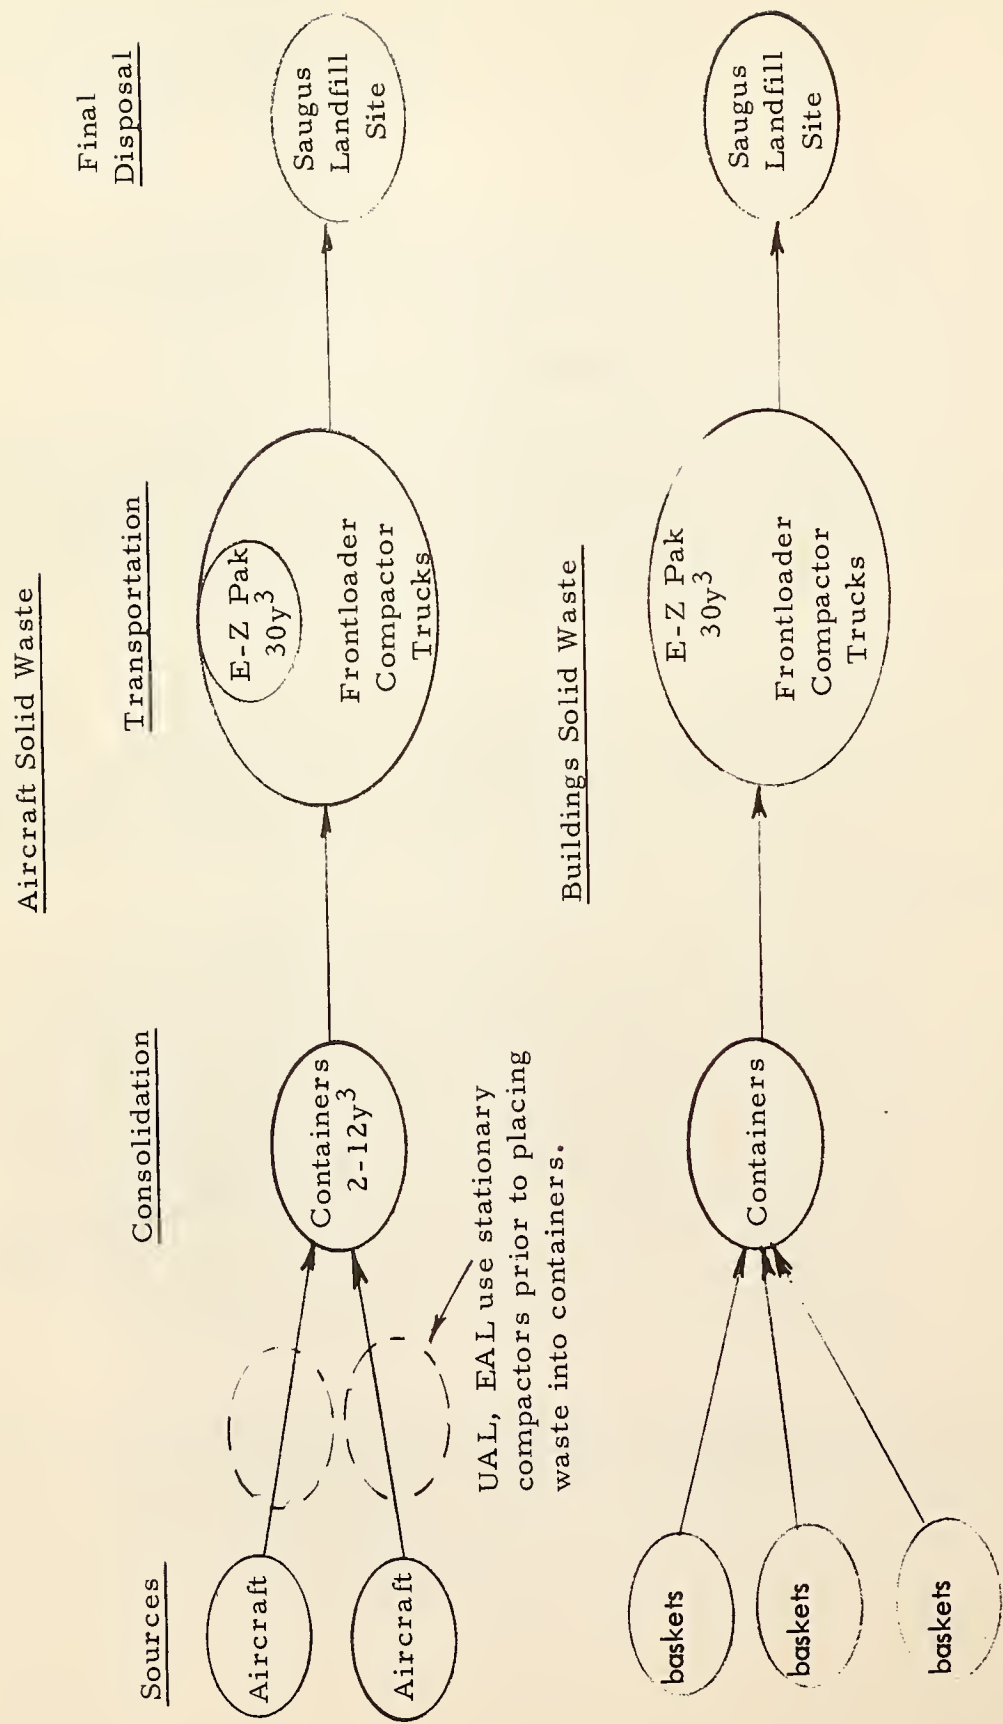 Aircraft Solid Waste
Sources
Consolidation
Transportation
Final
Disposal
Aircraft
Aircraft
Containers
2-12y³
E-Z Pak
30y³
Frontloader
Compactor
Trucks
Saugus
Landfill
Site
UAL, EAL use stationary
compactors prior to placing
waste into containers.
Buildings Solid Waste
baskets
baskets
baskets
Containers
E-Z Pak
30y³
Frontloader
Compactor
Trucks
Saugus
Landfill
Site